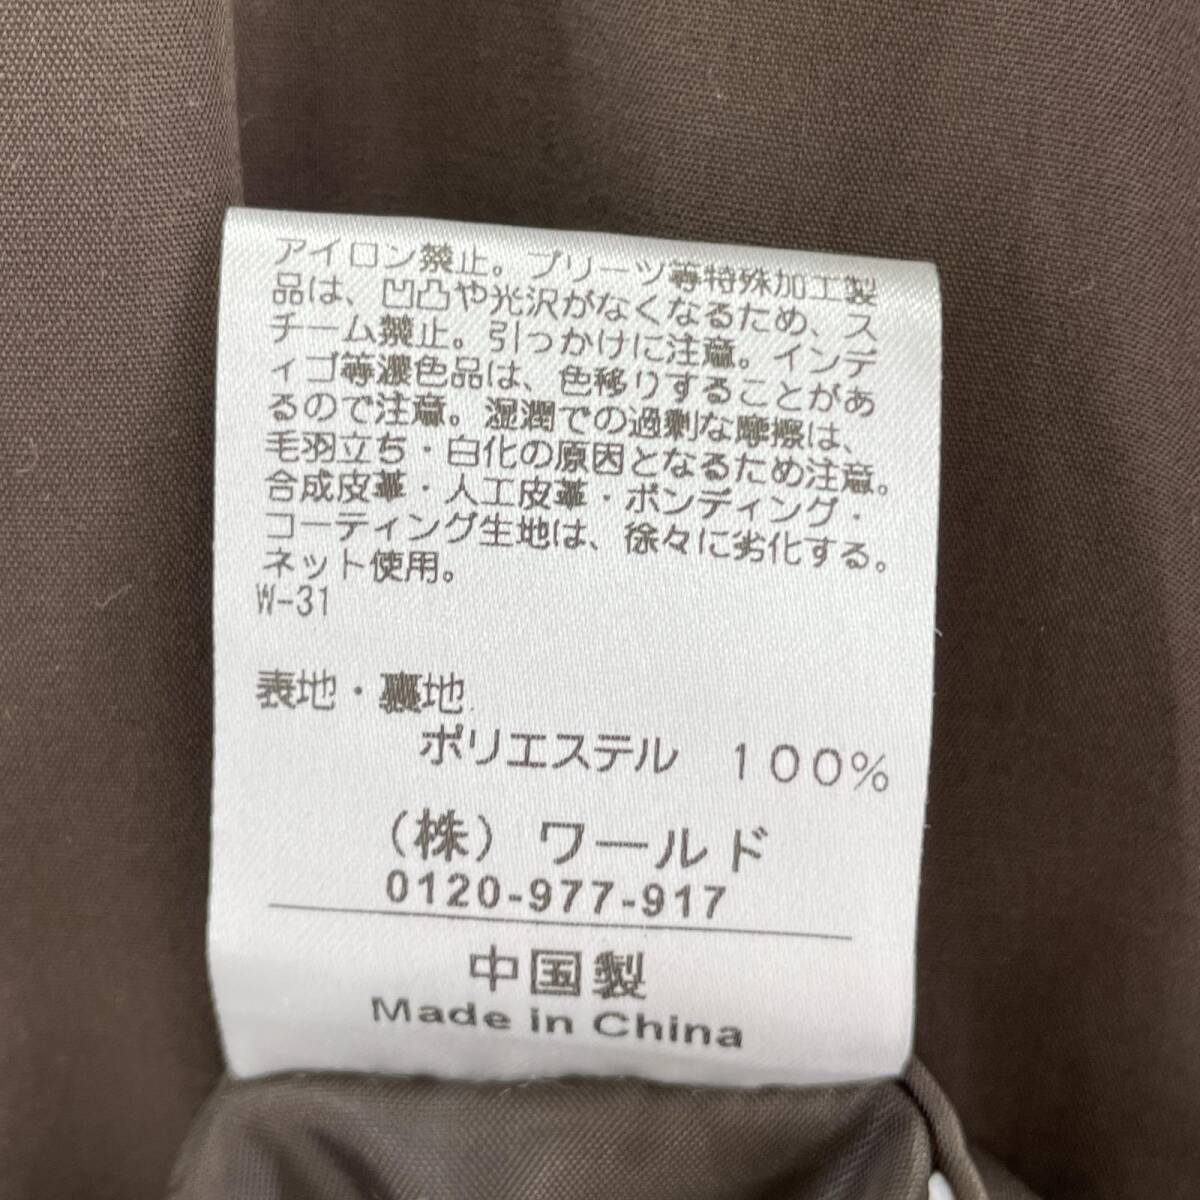 アイロン禁止。プリーツ等特殊加工製
品は、凹凸や光沢がなくなるため、ス
チーム禁止。引っかけに注意。インデ
ィゴ等濃色品は、色移りすることがあ
るので注意。湿潤での過剰な摩擦は、
毛羽立ち・白化の原因となるため注意。
合成皮革・人工皮革・ボンディング・
コーティング生地は、徐々に劣化する。
ネット使用。
W-31
表地・裏地
ポリエステル 100%
(株) ワールド
0120-977-917
中国製
Made in China